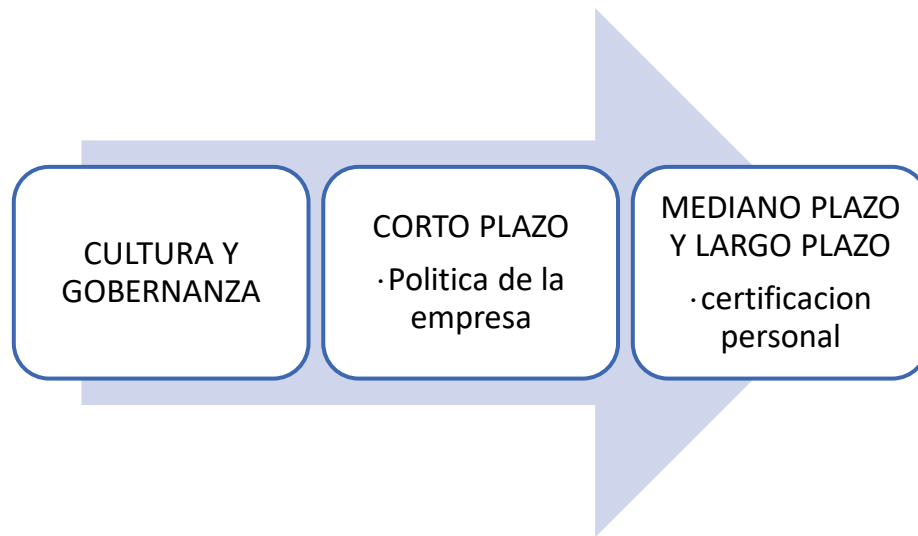 CULTURA Y
GOBERNANZA
CORTO PLAZO
·Politica de la
empresa
MEDIANO PLAZO
Y LARGO PLAZO
·certificacion
personal